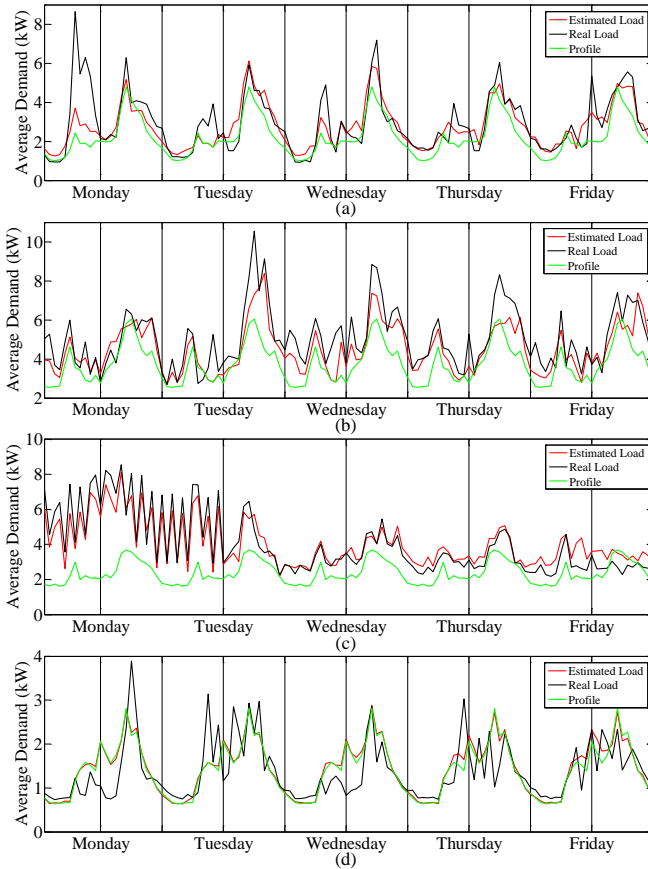 Average Demand (kW)
8
6
4
2
0
Estimated Load
Real Load
Profile
Monday Tuesday Wednesday Thursday Friday
(a)
Average Demand (kW)
10
8
6
4
2
Estimated Load
Real Load
Profile
Monday Tuesday Wednesday Thursday Friday
(b)
Average Demand (kW)
10
8
6
4
2
0
Estimated Load
Real Load
Profile
Monday Tuesday Wednesday Thursday Friday
(c)
Average Demand (kW)
4
3
2
1
0
Estimated Load
Real Load
Profile
Monday Tuesday Wednesday Thursday Friday
(d)